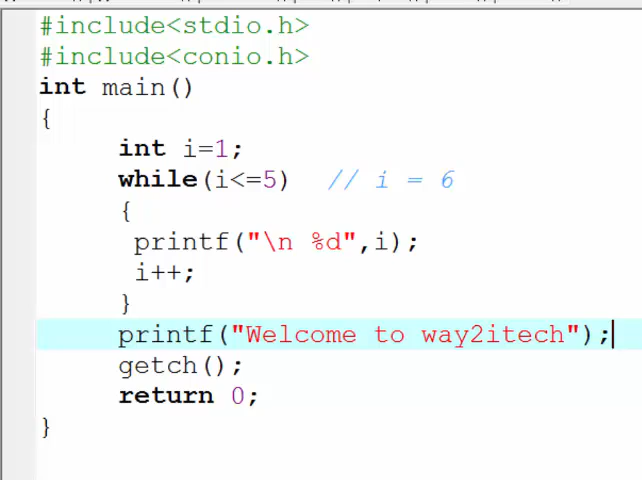 #include<stdio.h>
#include<conio.h>
int main()
{
int i=1;
while(i<=5) // i = 6
{
printf("\n %d",i);
i++;
}
printf("Welcome to way2itech");
getch();
return 0;
}